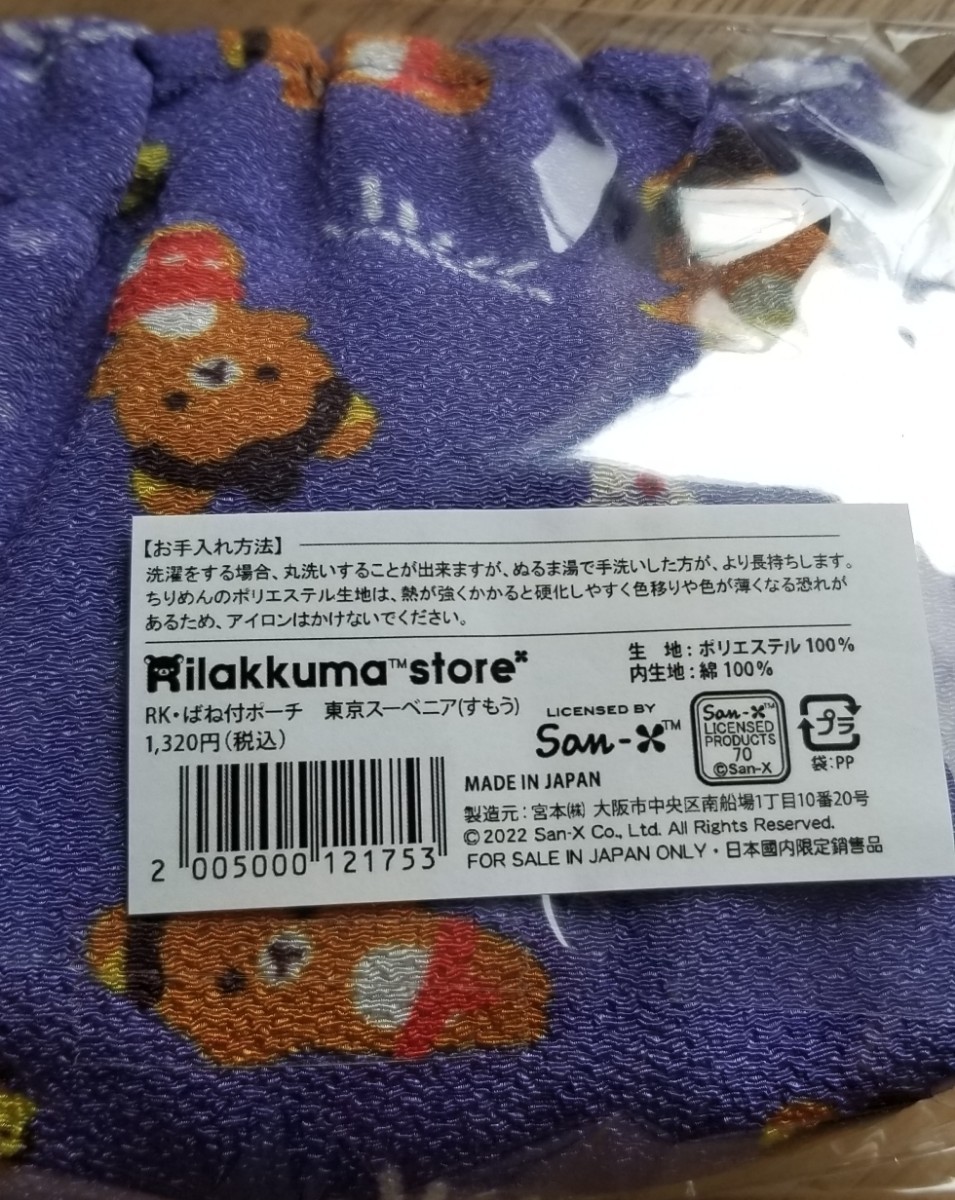 【お手入れ方法】
洗濯をする場合、丸洗いすることが出来ますが、ぬるま湯で手洗いした方が、より長持ちします。
ちりめんのポリエステル生地は、熱が強くかかると硬化しやすく色移りや色が薄くなる恐れが
あるため、アイロンはかけないでください。
Rilakkuma™store
生 地：ポリエステル 100％
内生地：綿 100％
RK・ばね付ポーチ 東京スーベニア(すもう)
1,320円（税込）
LICENSED BY
San-X™
San-X™
LICENSED
PRODUCTS
70
©San-X
プラ
袋：PP
MADE IN JAPAN
製造元：宮本㈱ 大阪市中央区南船場1丁目10番20号
©2022 San-X Co., Ltd. All Rights Reserved.
FOR SALE IN JAPAN ONLY・日本國内限定銷售品
2 005000 121753